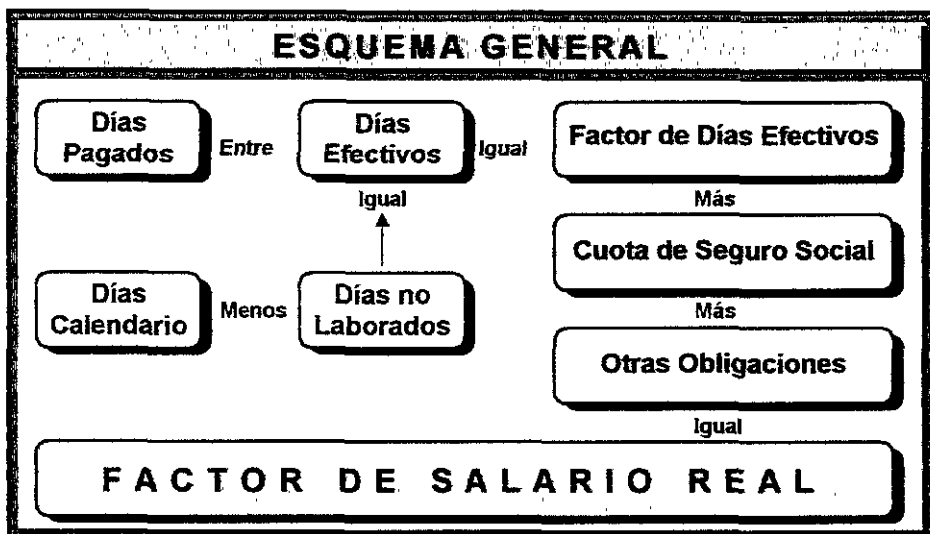 ESQUEMA GENERAL
Días
Pagados
Entre
Días
Efectivos
Igual
Factor de Días Efectivos
Más
Igual
Cuota de Seguro Social
Días
Calendario
Menos
Días no
Laborados
Más
Otras Obligaciones
Igual
FACTOR DE SALARIO REAL